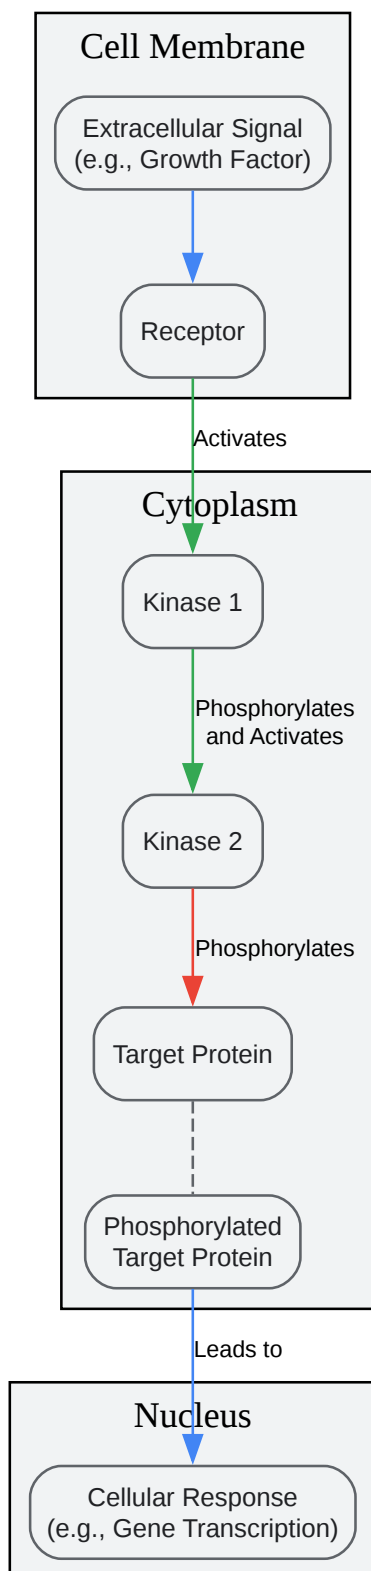 Cell Membrane
Extracellular Signal
(e.g., Growth Factor)
Receptor
Activates
Cytoplasm
Kinase 1
Phosphorylates
and Activates
Kinase 2
Phosphorylates
Target Protein
Phosphorylated
Target Protein
Leads to
Nucleus
Cellular Response
(e.g., Gene Transcription)